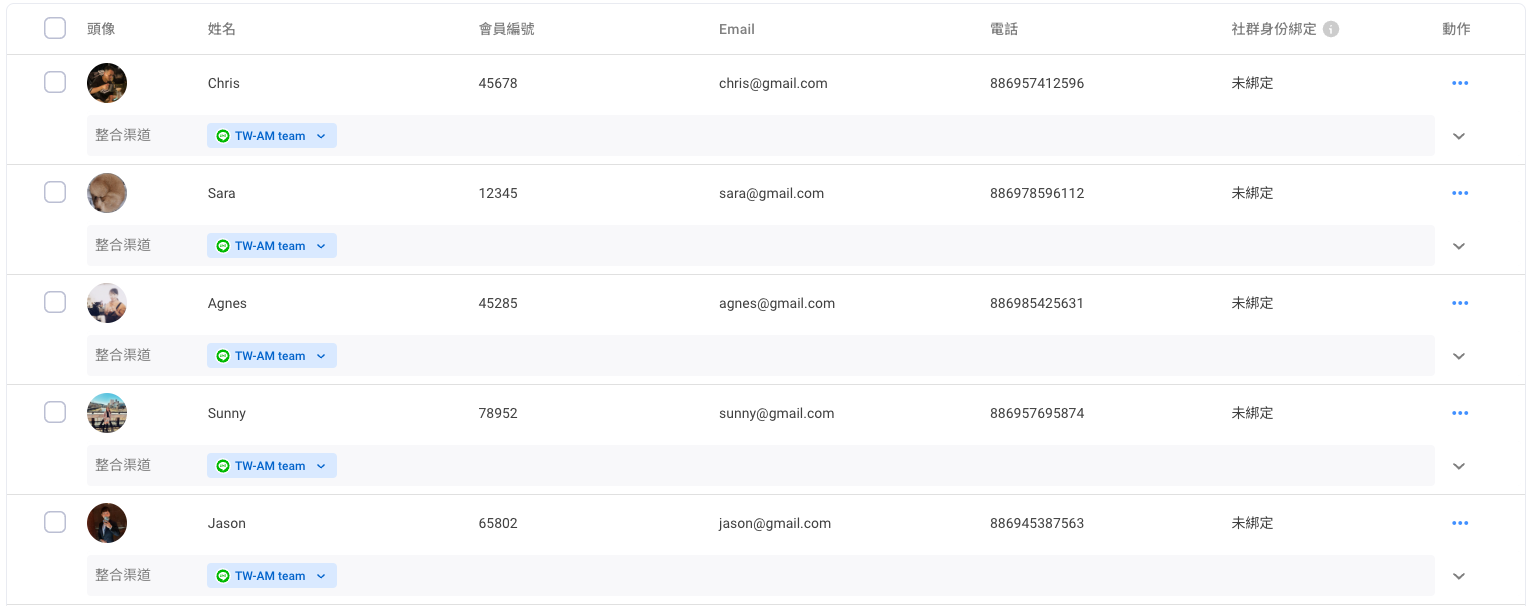 頭像 姓名 會員編號 Email 電話 社群身份綁定 動作
Chris 45678 chris@gmail.com 886957412596 未綁定
整合渠道 TW-AM team
Sara 12345 sara@gmail.com 886978596112 未綁定
整合渠道 TW-AM team
Agnes 45285 agnes@gmail.com 886985425631 未綁定
整合渠道 TW-AM team
Sunny 78952 sunny@gmail.com 886957695874 未綁定
整合渠道 TW-AM team
Jason 65802 jason@gmail.com 886945387563 未綁定
整合渠道 TW-AM team